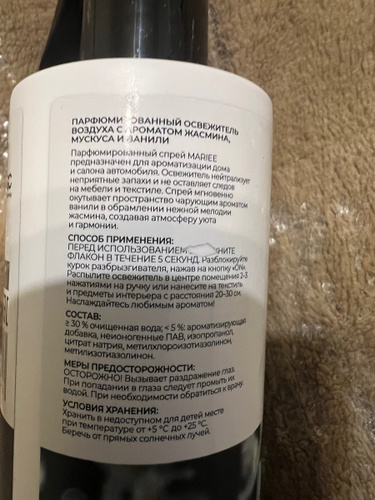 ПАРФЮМИРОВАННЫЙ ОСВЕЖИТЕЛЬ
ВОЗДУХА С АРОМАТОМ ЖАСМИНА,
МУСКУСА И ВАНИЛИ
Парфюмированный спрей MARIEE
предназначен для ароматизации дома
и салона автомобиля. Освежитель нейтрализует
неприятные запахи и не оставляет следов
на мебели и текстиле. Спрей мгновенно
окутывает пространство чарующим ароматом
ванили в обрамлении нежной мелодии
жасмина, создавая атмосферу уюта
и гармонии.
СПОСОБ ПРИМЕНЕНИЯ:
ПЕРЕД ИСПОЛЬЗОВАНИЕМ
ФЛАКОН В ТЕЧЕНИЕ 5 СЕКУНД. Разблокируйте
курок разбрызгивателя, нажав на кнопку «ON».
Распылите освежитель в центре помещения 2-3
нажатиями на ручку или нанесите на текстиль
и предметы интерьера с расстояния 20-30 см.
Наслаждайтесь любимым ароматом!
СОСТАВ:
≥ 30 % очищенная вода; < 5 %: ароматизирующая
добавка, неионогенные ПАВ, изопропанол,
цитрат натрия, метилхлороизотиазолинон,
метилизотиазолинон.
МЕРЫ ПРЕДОСТОРОЖНОСТИ:
ОСТОРОЖНО! Вызывает раздражение глаз.
При попадании в глаза следует промыть их
водой. При необходимости обратиться к врачу.
УСЛОВИЯ ХРАНЕНИЯ:
Хранить в недоступном для детей месте
при температуре от +5 °C до +25 °C.
Беречь от прямых солнечных лучей.